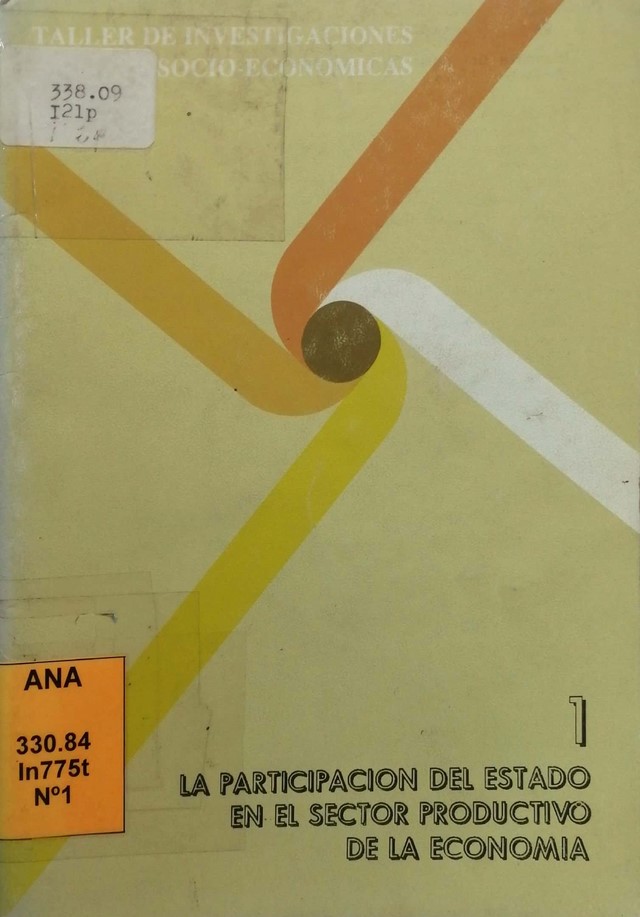 TALLER DE INVESTIGACIONES
SOCIO-ECONOMICAS
338.09
I21p
1
LA PARTICIPACION DEL ESTADO
EN EL SECTOR PRODUCTIVO
DE LA ECONOMIA
ANA
330.84
In775t
Nº1